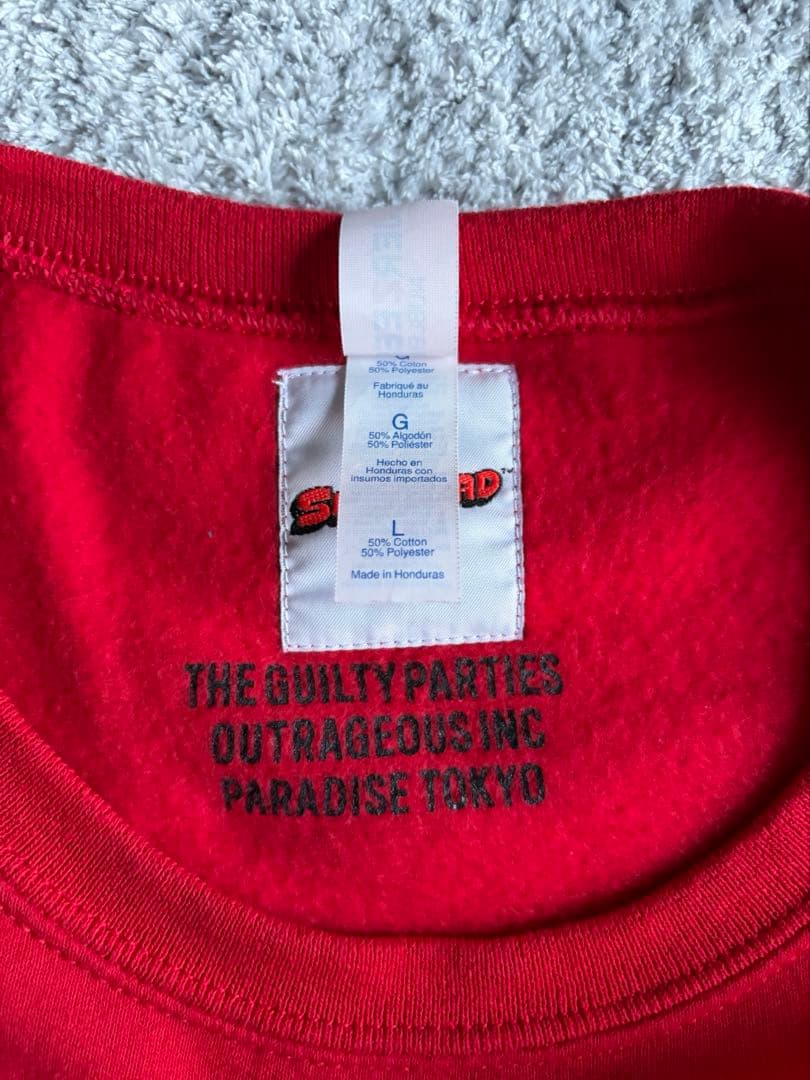 50% Coton
50% Polyester
Fabriqué au
Honduras
G
50% Algodón
50% Poliéster
Hecho en
Honduras con
insumos importados
L
50% Cotton
50% Polyester
Made in Honduras
THE GUILTY PARTIES
OUTRAGEOUS INC
PARADISE TOKYO